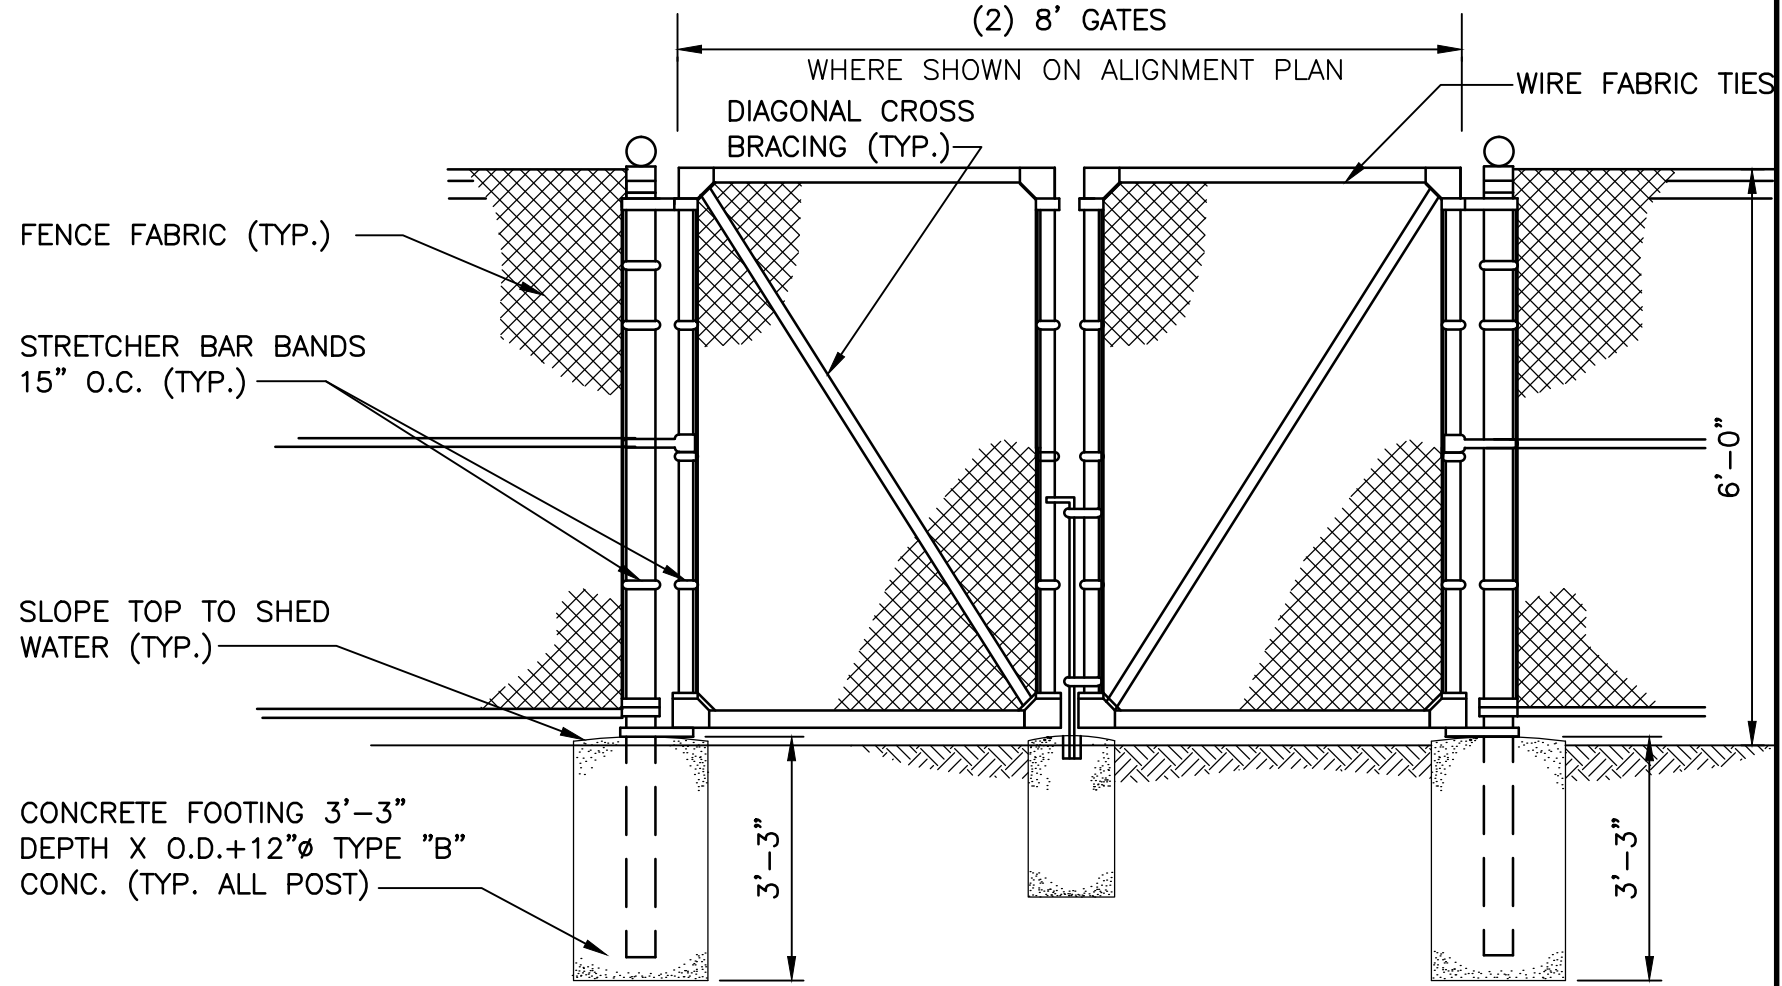 (2) 8' GATES
WHERE SHOWN ON ALIGNMENT PLAN
WIRE FABRIC TIES
DIAGONAL CROSS
BRACING (TYP.)
FENCE FABRIC (TYP.)
STRETCHER BAR BANDS
15" O.C. (TYP.)
6'-0"
SLOPE TOP TO SHED
WATER (TYP.)
CONCRETE FOOTING 3'-3"
DEPTH X O.D.+12"ø TYPE "B"
CONC. (TYP. ALL POST)
3'-3"
3'-3"